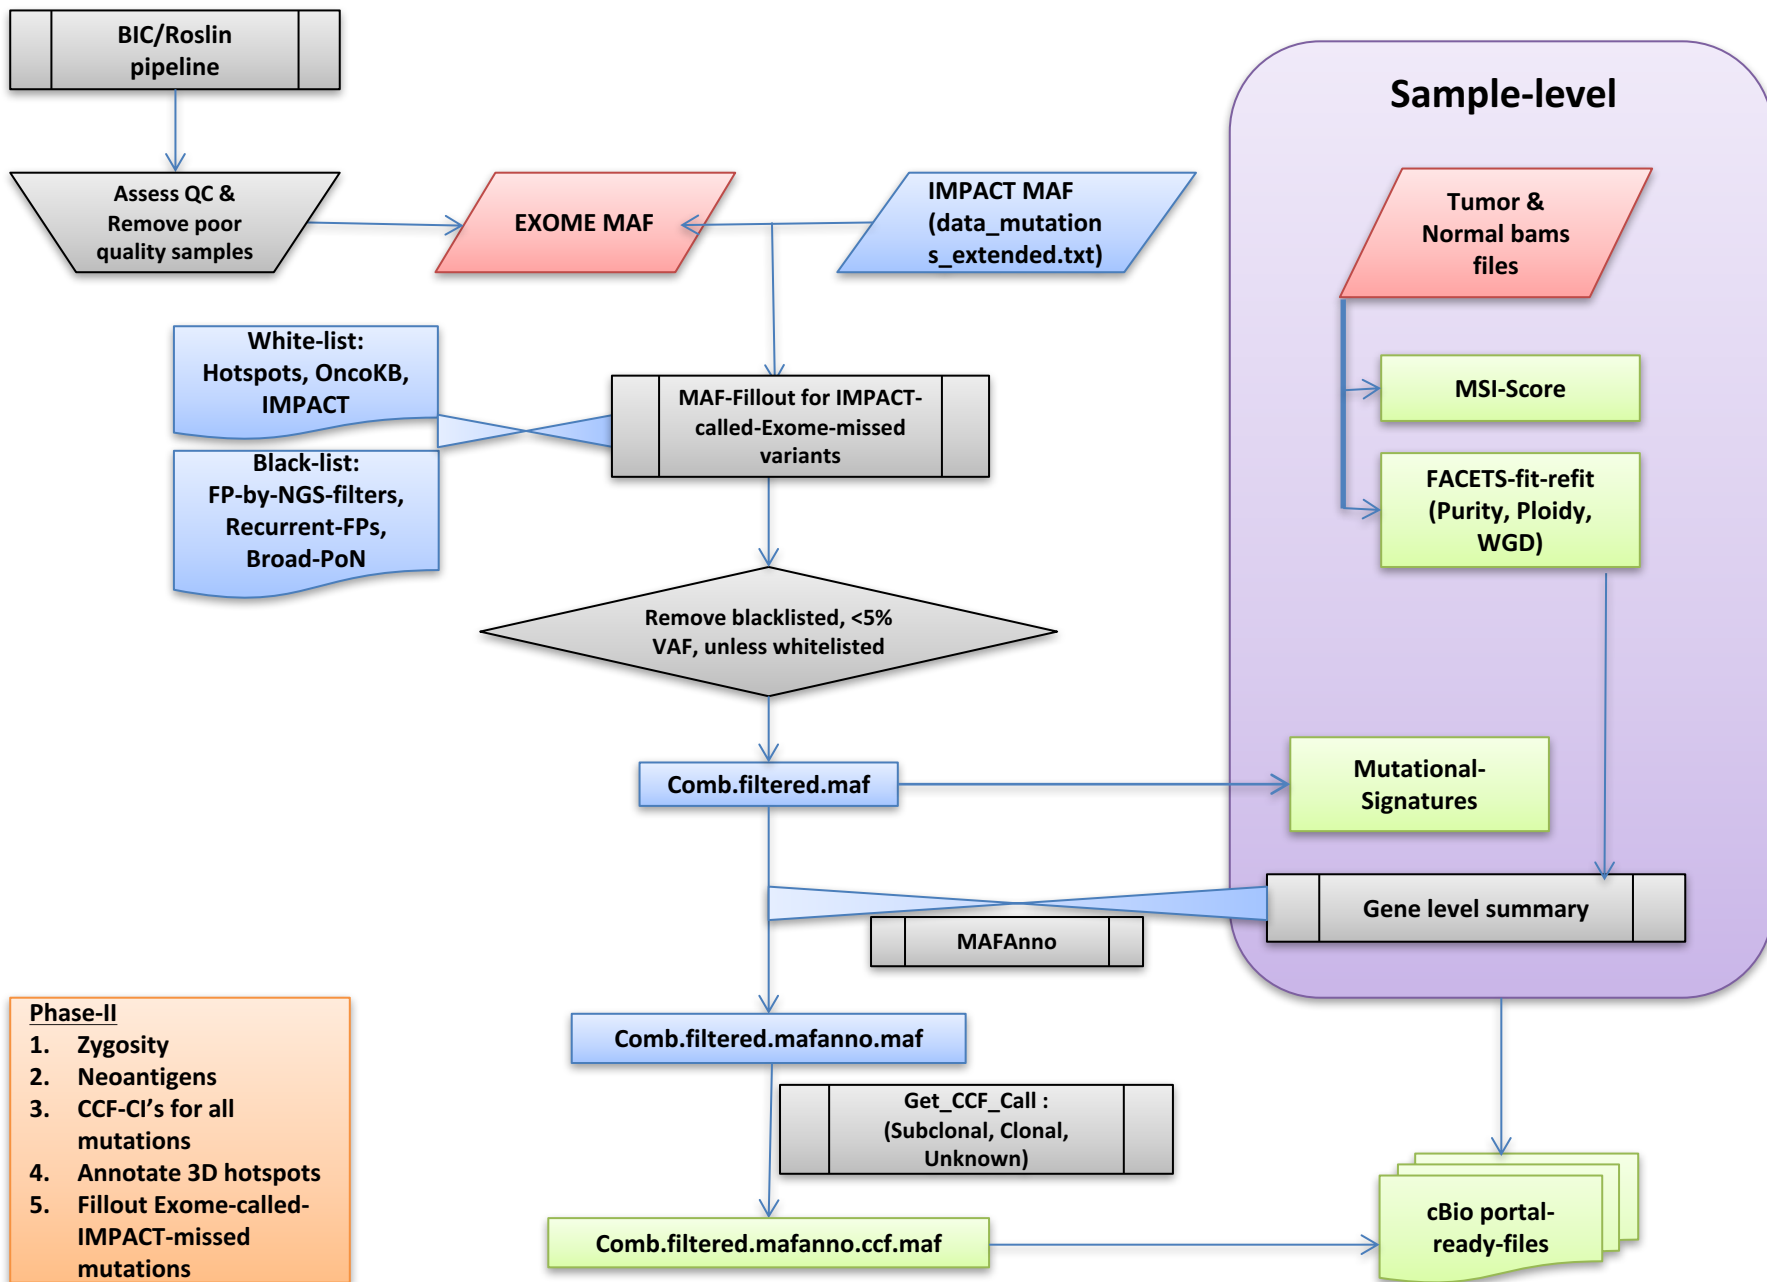 BIC/Roslin
pipeline
Sample-level
Assess QC &
Remove poor
quality samples
EXOME MAF
IMPACT MAF
(data_mutation
s_extended.txt)
Tumor &
Normal bams
files
White-list:
Hotspots, OncoKB,
IMPACT
MAF-Fillout for IMPACT-
called-Exome-missed
variants
MSI-Score
Black-list:
FP-by-NGS-filters,
Recurrent-FPs,
Broad-PoN
FACETS-fit-refit
(Purity, Ploidy,
WGD)
Remove blacklisted, <5%
VAF, unless whitelisted
Comb.filtered.maf
Mutational-
Signatures
Gene level summary
MAFAnno
Comb.filtered.mafanno.maf
Phase-II
1. Zygosity
2. Neoantigens
3. CCF-CI's for all
mutations
4. Annotate 3D hotspots
5. Fillout Exome-called-
IMPACT-missed
mutations
Get_CCF_Call :
(Subclonal, Clonal,
Unknown)
Comb.filtered.mafanno.ccf.maf
cBio portal-
ready-files